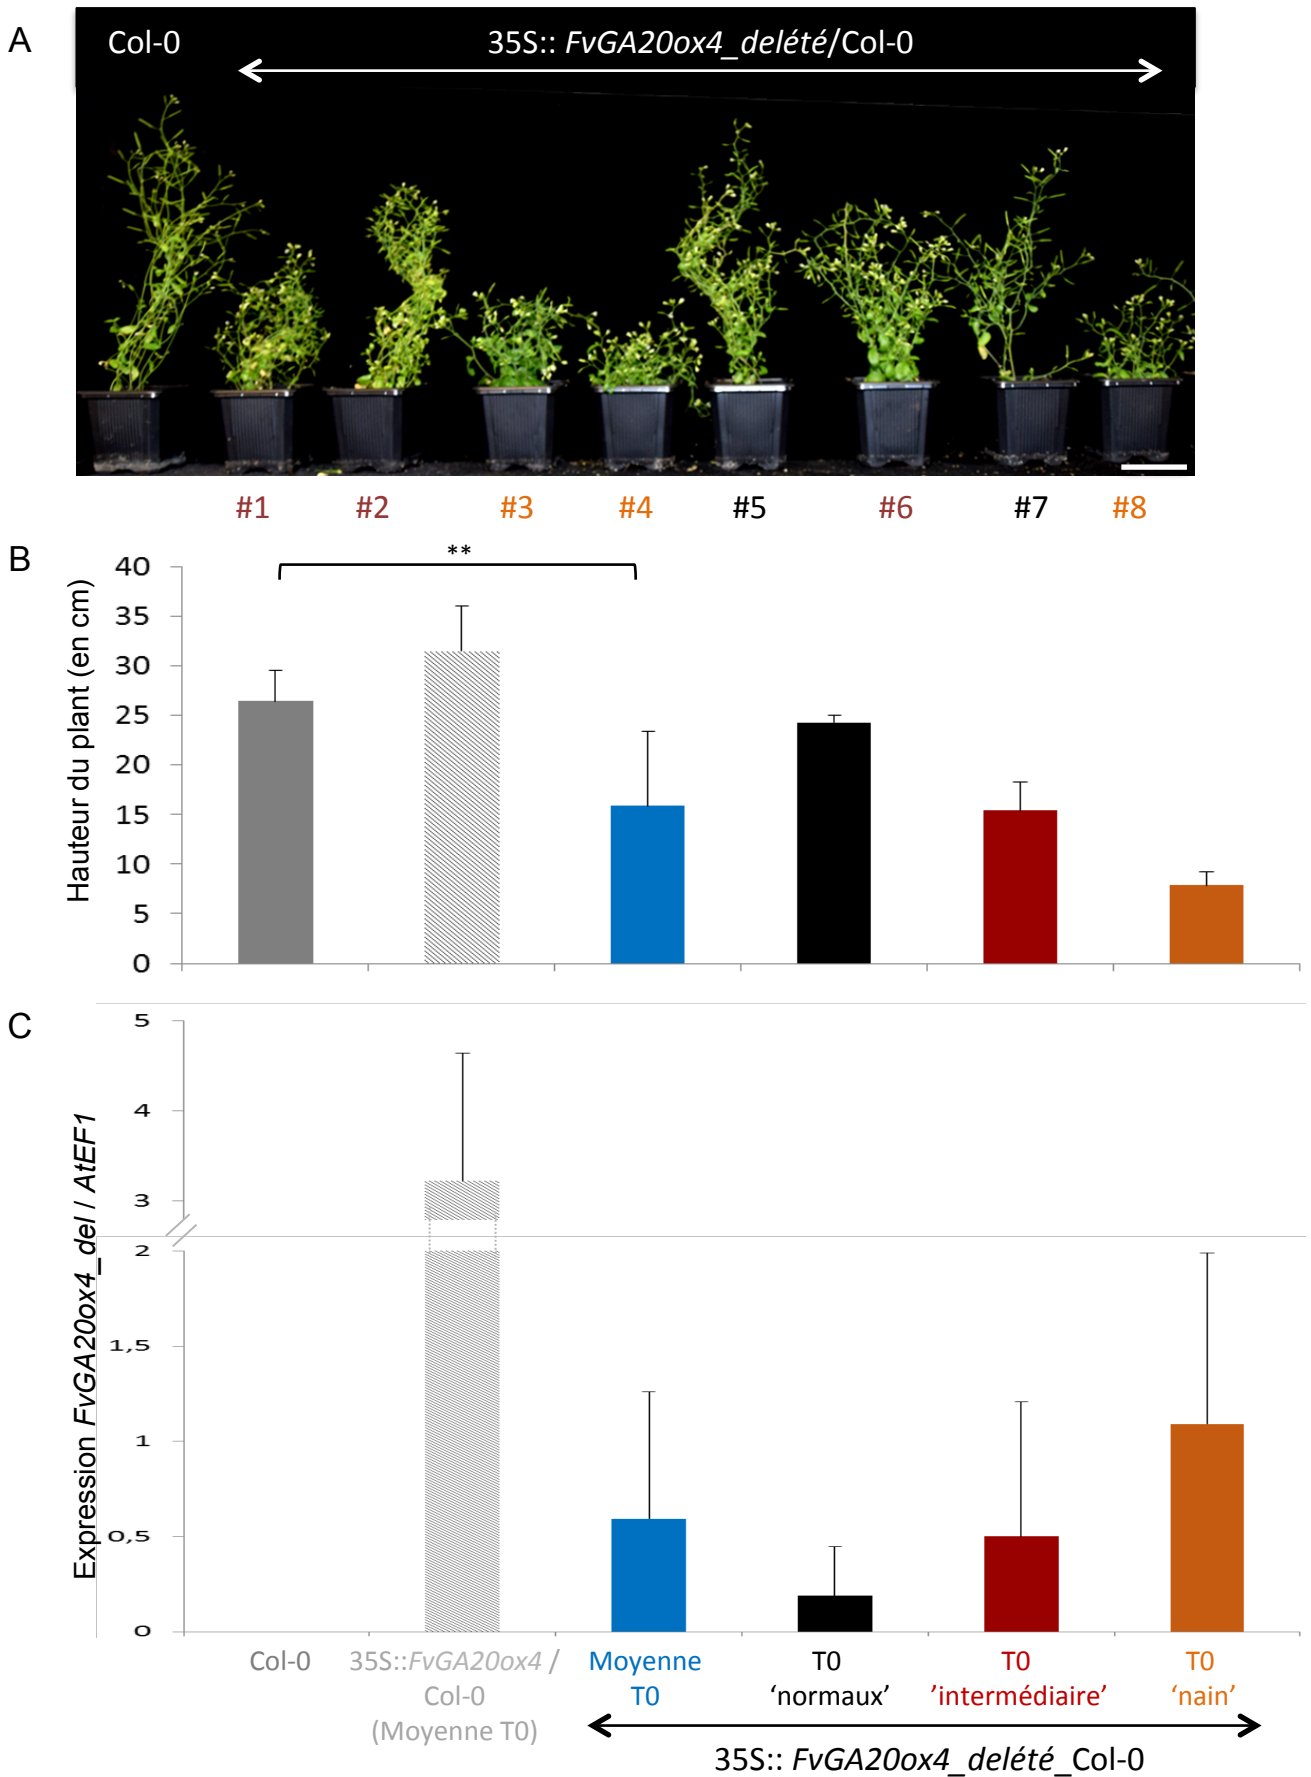 A
Col-0
35S:: FvGA20ox4_delété/Col-0
#1 #2 #3 #4 #5 #6 #7 #8
B
**
Hauteur du plant (en cm)
40
35
30
25
20
15
10
5
0
C
Expression FvGA20ox4_del / AtEF1
5
4
3
2
1,5
1
0,5
0
Col-0
35S::FvGA20ox4 /
Col-0
(Moyenne T0)
Moyenne
T0
T0
‘normaux’
T0
’intermédiaire’
T0
‘nain’
35S:: FvGA20ox4_delété_Col-0